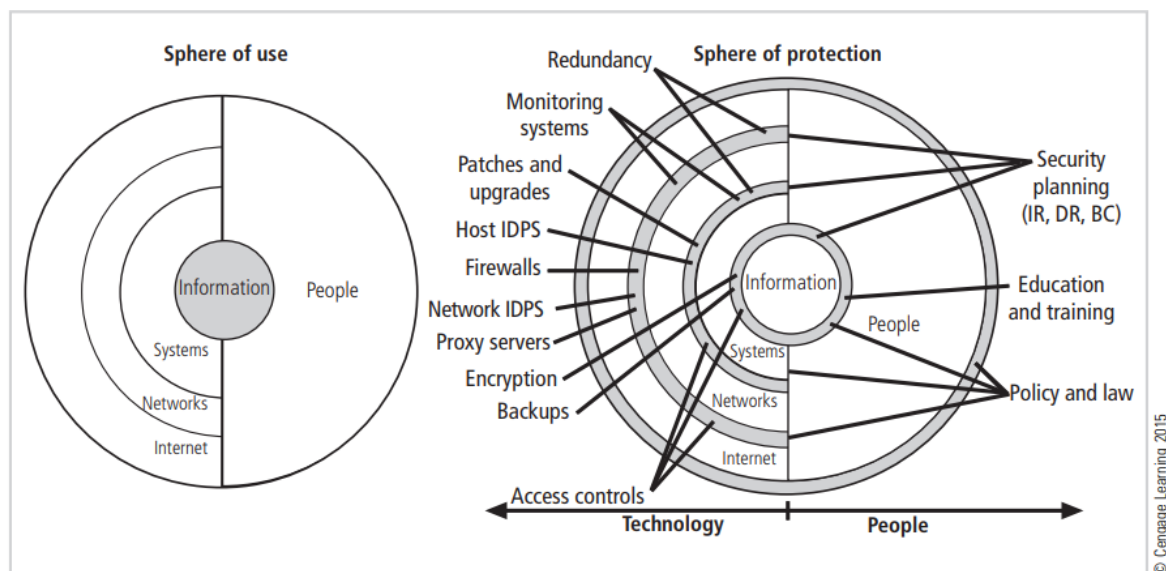 Sphere of use
Information
People
Systems
Networks
Internet
Sphere of protection
Redundancy
Monitoring
systems
Patches and
upgrades
Host IDPS
Firewalls
Network IDPS
Proxy servers
Encryption
Backups
Access controls
Information
People
Systems
Networks
Internet
Security
planning
(IR, DR, BC)
Education
and training
Policy and law
Technology
People
© Cengage Learning 2015